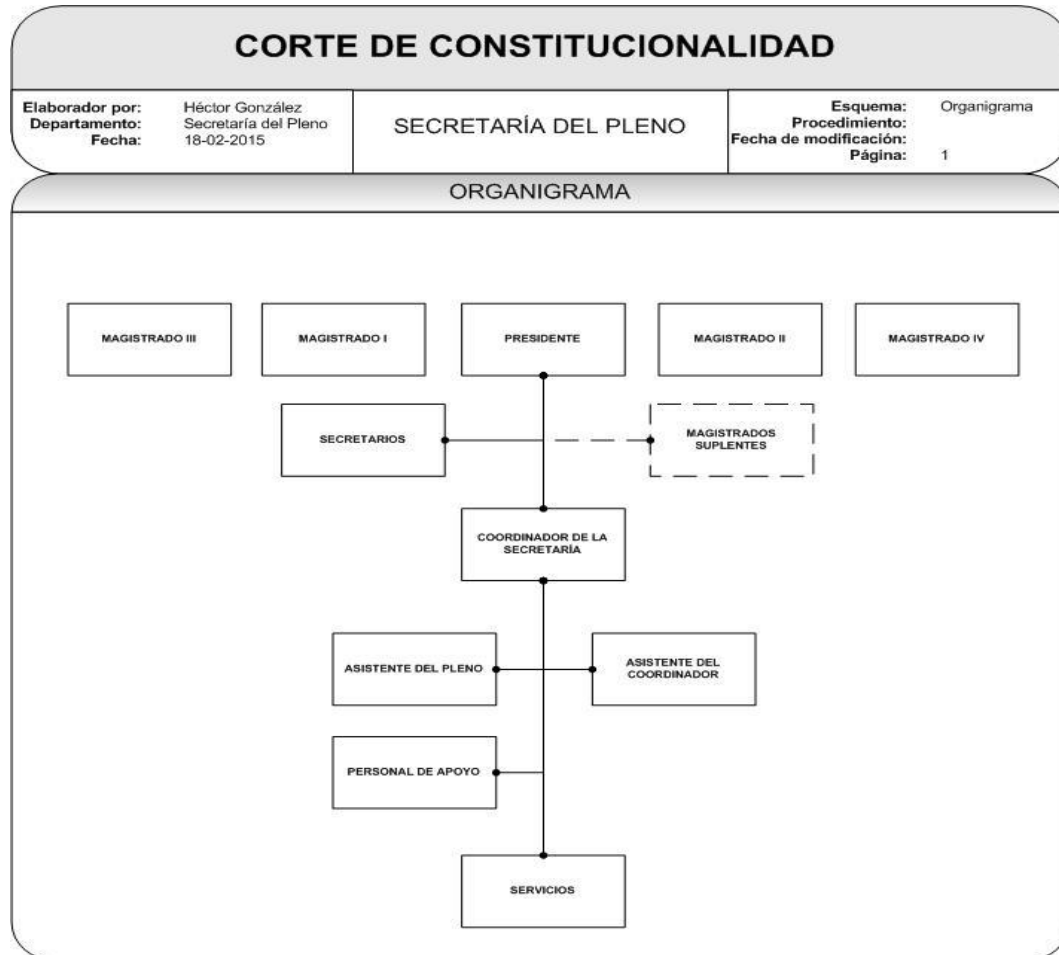 CORTE DE CONSTITUCIONALIDAD
Elaborador por: Héctor González
Departamento: Secretaría del Pleno
Fecha: 18-02-2015
SECRETARÍA DEL PLENO
Esquema: Organigrama
Procedimiento:
Fecha de modificación:
Página: 1
ORGANIGRAMA
MAGISTRADO III
MAGISTRADO I
PRESIDENTE
MAGISTRADO II
MAGISTRADO IV
SECRETARIOS
MAGISTRADOS
SUPLENTES
COORDINADOR DE LA
SECRETARÍA
ASISTENTE DEL PLENO
ASISTENTE DEL
COORDINADOR
PERSONAL DE APOYO
SERVICIOS